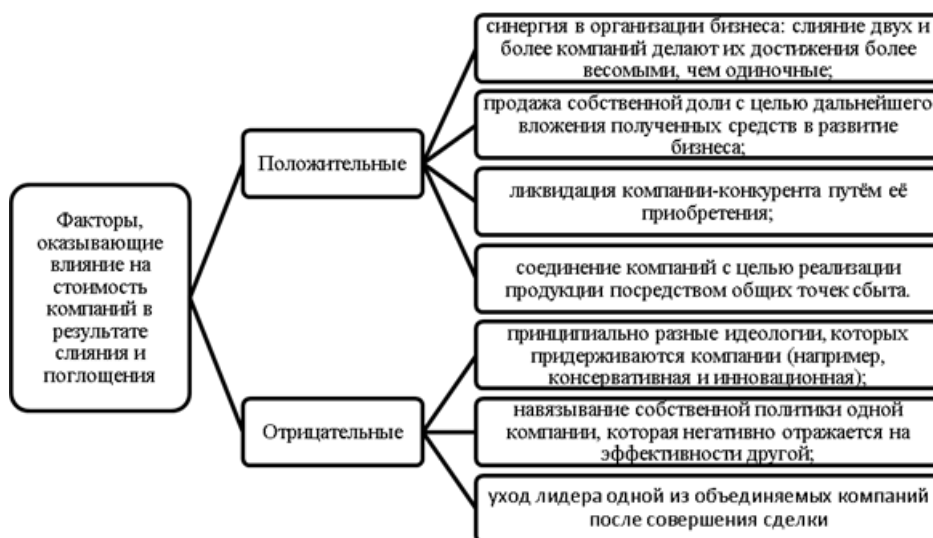 Факторы,
оказывающие
влияние на
стоимость
компаний в
результате
слияния и
поглощения
Положительные
синергия в организации бизнеса: слияние двух и
более компаний делают их достижения более
весомыми, чем одиночные;
продажа собственной доли с целью дальнейшего
вложения полученных средств в развитие
бизнеса;
ликвидация компании-конкурента путём её
приобретения;
соединение компаний с целью реализации
продукции посредством общих точек сбыта.
Отрицательные
принципиально разные идеологии, которых
придерживаются компании (например,
консервативная и инновационная);
навязывание собственной политики одной
компании, которая негативно отражается на
эффективности другой;
уход лидера одной из объединяемых компаний
после совершения сделки